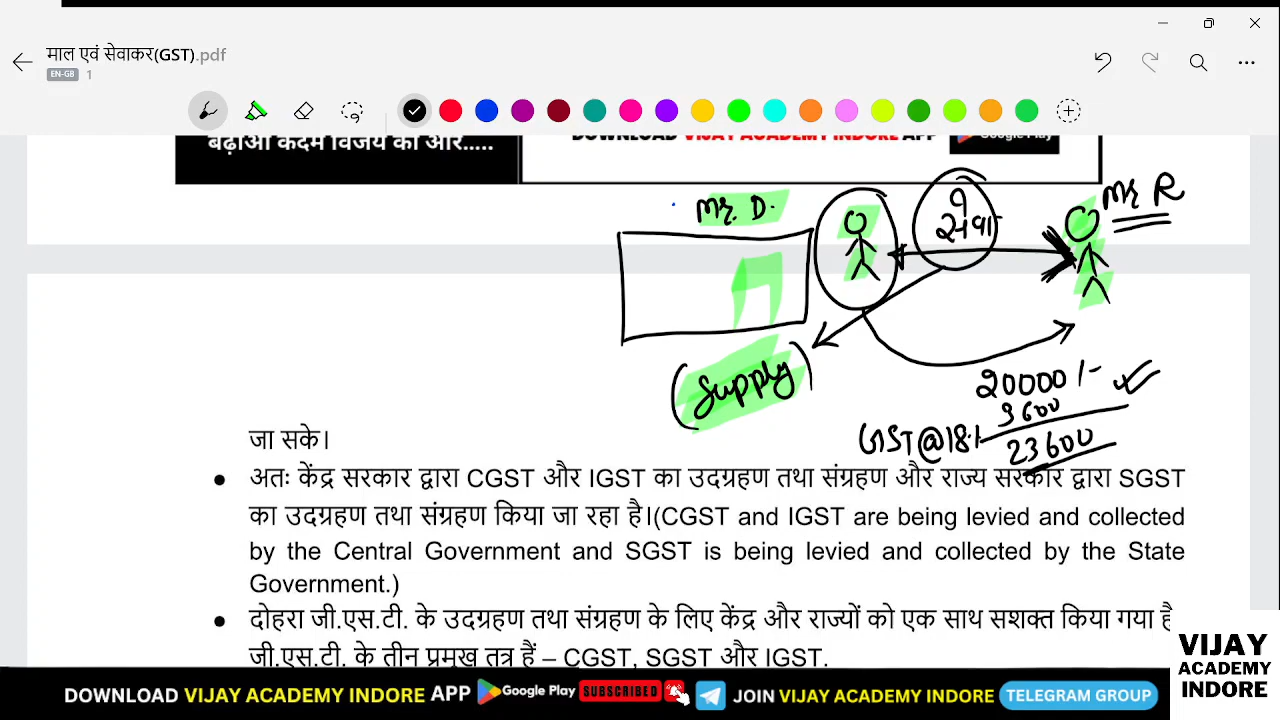 माल एवं सेवाकर(GST).pdf
EN-GB 1
बढ़ाओ कदम विजय की ओर.....
DOWNLOAD VIJAY ACADEMY INDORE APP Google Play
Mr. D.
सेवा
Mr R
(Supply)
20000/-
3600
GST@18%
23600
जा सके।
● अतः केंद्र सरकार द्वारा CGST और IGST का उदग्रहण तथा संग्रहण और राज्य सरकार द्वारा SGST
का उदग्रहण तथा संग्रहण किया जा रहा है।(CGST and IGST are being levied and collected
by the Central Government and SGST is being levied and collected by the State
Government.)
● दोहरा जी.एस.टी. के उदग्रहण तथा संग्रहण के लिए केंद्र और राज्यों को एक साथ सशक्त किया गया है
जी.एस.टी. के तीन प्रमुख तत्र हैं – CGST, SGST और IGST.
VIJAY
ACADEMY
INDORE
DOWNLOAD VIJAY ACADEMY INDORE APP Google Play SUBSCRIBED JOIN VIJAY ACADEMY INDORE TELEGRAM GROUP